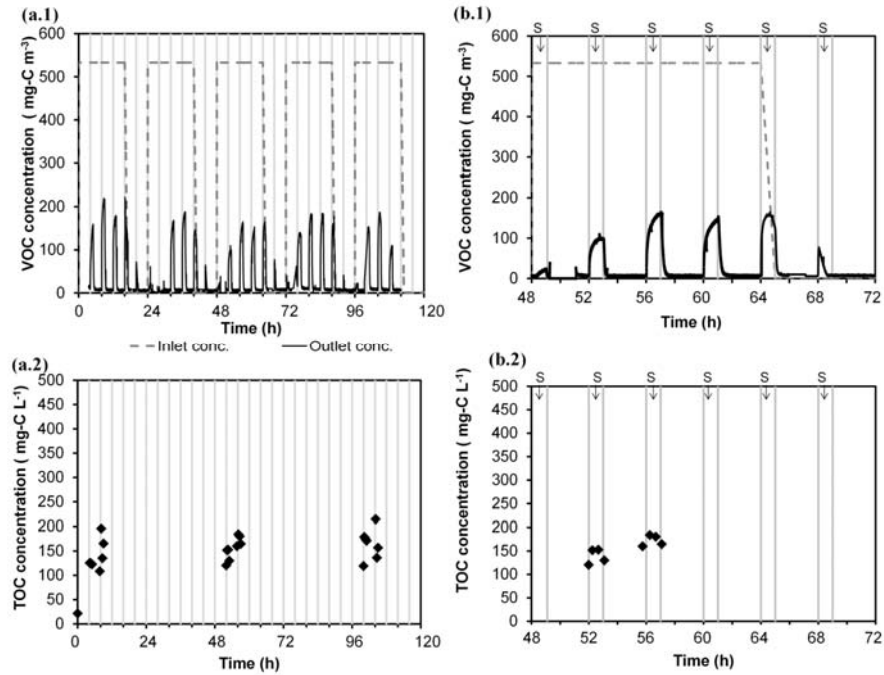 (a.1)
VOC concentration ( mg-C m-3)
600
500
400
300
200
100
0
0 24 48 72 96 120
Time (h)
Inlet conc. Outlet conc.
(b.1)
S S S S S S
VOC concentration ( mg-C m-3)
600
500
400
300
200
100
0
48 52 56 60 64 68 72
Time (h)
(a.2)
TOC concentration ( mg-C L-1)
500
450
400
350
300
250
200
150
100
50
0
0 24 48 72 96 120
Time (h)
(b.2)
S S S S S S
TOC concentration ( mg-C L-1)
500
450
400
350
300
250
200
150
100
50
0
48 52 56 60 64 68 72
Time (h)